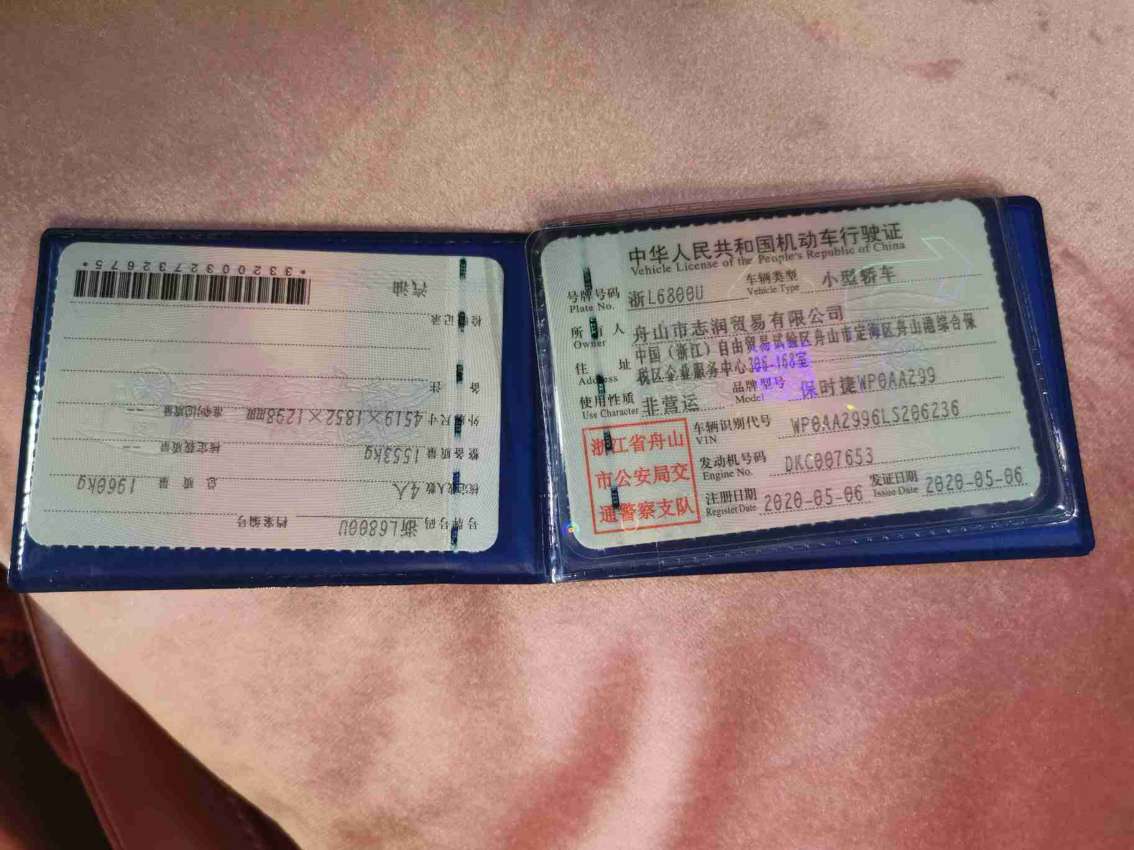 中华人民共和国机动车行驶证
Vehicle License of the People's Republic of China
号牌号码 浙L6800U 车辆类型 小型轿车
Plate No. Vehicle Type
所有人 舟山市志润贸易有限公司
Owner
住址 中国（浙江）自由贸易试验区舟山市定海区舟山港综合保
Address 税区企业服务中心306-168室
使用性质 非营运 品牌型号 保时捷WP0AA299
Use Character Model
浙江省舟山
市公安局交
通警察支队
车辆识别代号 WP0AA2996LS206236
VIN
发动机号码 DKC007653
Engine No.
注册日期 2020-05-06 发证日期 2020-05-06
Register Date Issue Date
号牌号码 浙L6800U 档案编号
核定载人数 4人 总质量 1960kg
整备质量 1553kg 核定载质量 --
外廓尺寸 4519×1852×1298mm 准牵引总质量 --
备注
检验记录
汽油
*3320032732675*